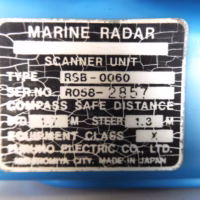 MARINE RADAR
SCANNER UNIT
TYPE RSB-0060
SER.NO. R058-2857
COMPASS SAFE DISTANCE
STD. M STEER 1.3 M
EQUIPMENT CLASS X
FURUNO ELECTRIC CO. LTD.
NISHINOMIYA CITY. MADE IN JAPAN